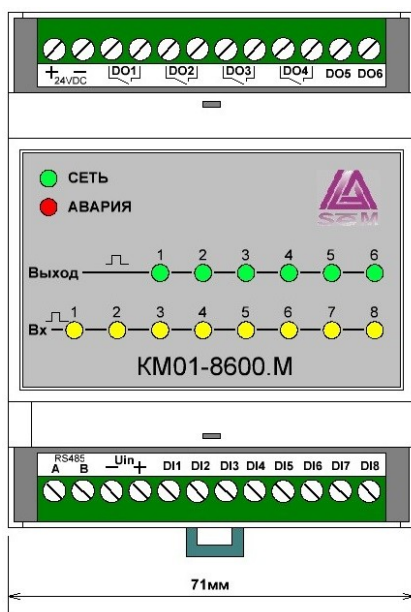 + − DO1 DO2 DO3 DO4 DO5 DO6
24VDC
СЕТЬ
АВАРИЯ
SEM
1 2 3 4 5 6
Выход
1 2 3 4 5 6 7 8
Вх
КМ01-8600.М
RS485 Uin
A B − + DI1 DI2 DI3 DI4 DI5 DI6 DI7 DI8
71мм